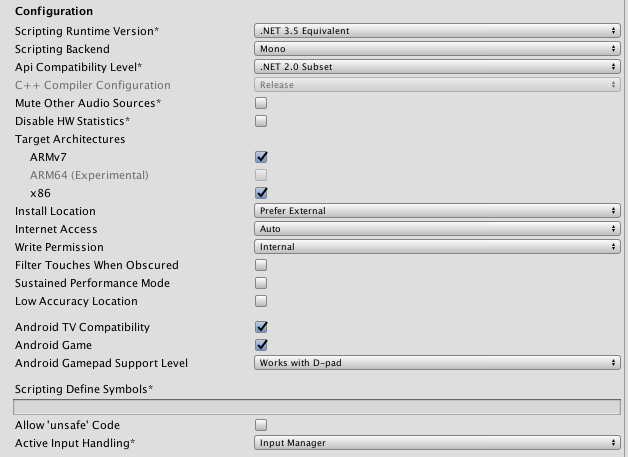 Configuration
Scripting Runtime Version* .NET 3.5 Equivalent
Scripting Backend Mono
Api Compatibility Level* .NET 2.0 Subset
C++ Compiler Configuration Release
Mute Other Audio Sources*
Disable HW Statistics*
Target Architectures
ARMv7
ARM64 (Experimental)
x86
Install Location Prefer External
Internet Access Auto
Write Permission Internal
Filter Touches When Obscured
Sustained Performance Mode
Low Accuracy Location
Android TV Compatibility
Android Game
Android Gamepad Support Level Works with D-pad
Scripting Define Symbols*
Allow 'unsafe' Code
Active Input Handling* Input Manager